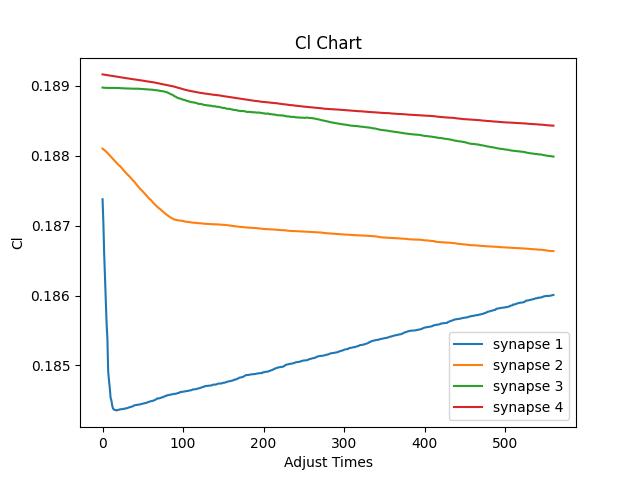 Cl Chart
0.189
0.188
0.187
0.186
0.185
Cl
0
100
200
300
400
500
Adjust Times
synapse 1
synapse 2
synapse 3
synapse 4